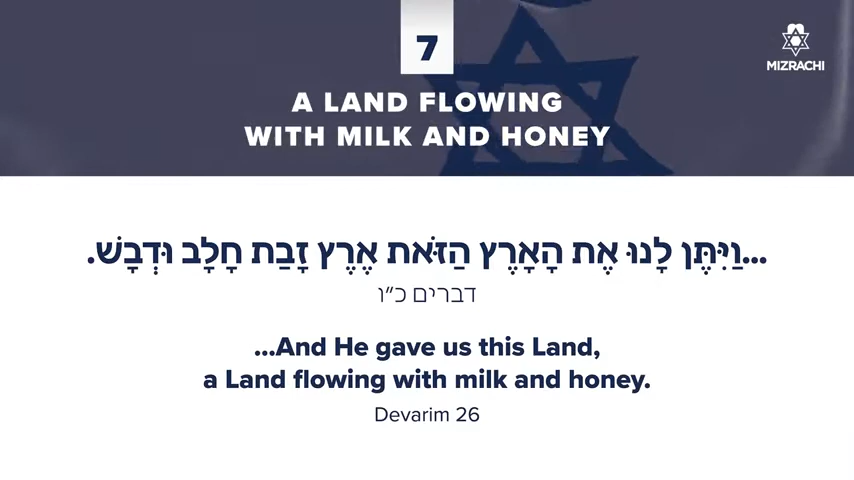 7
MIZRACHI
A LAND FLOWING
WITH MILK AND HONEY
...וַיִּתֶּן לָנוּ אֶת הָאָרֶץ הַזֹּאת אֶרֶץ זָבַת חָלָב וּדְבָשׁ.
דברים כ״ו
...And He gave us this Land,
a Land flowing with milk and honey.
Devarim 26